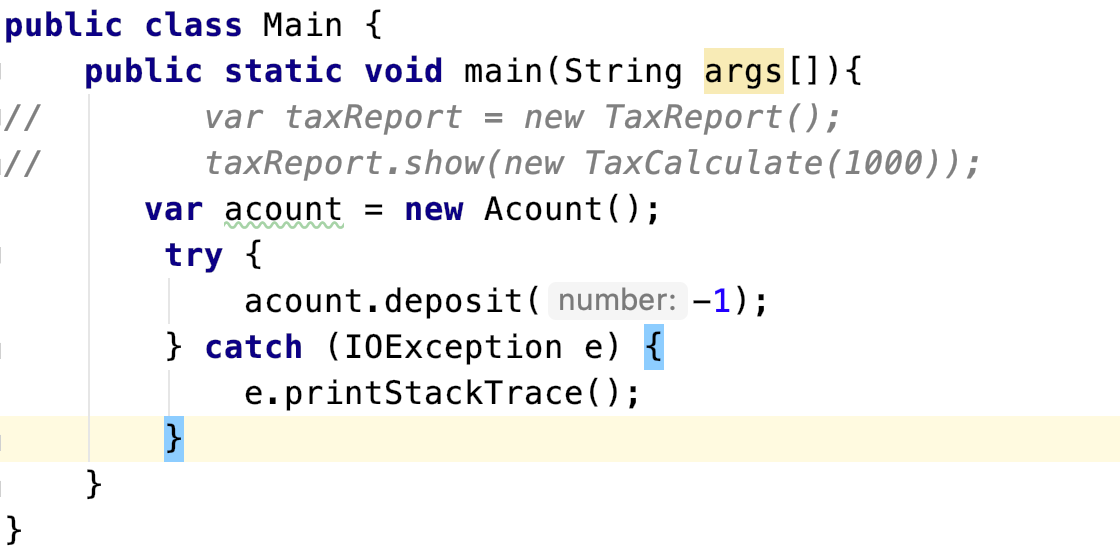 public class Main {
    public static void main(String args[]){
//        var taxReport = new TaxReport();
//        taxReport.show(new TaxCalculate(1000));
       var acount = new Acount();
        try {
            acount.deposit( number: -1);
        } catch (IOException e) {
            e.printStackTrace();
        }
    }
}